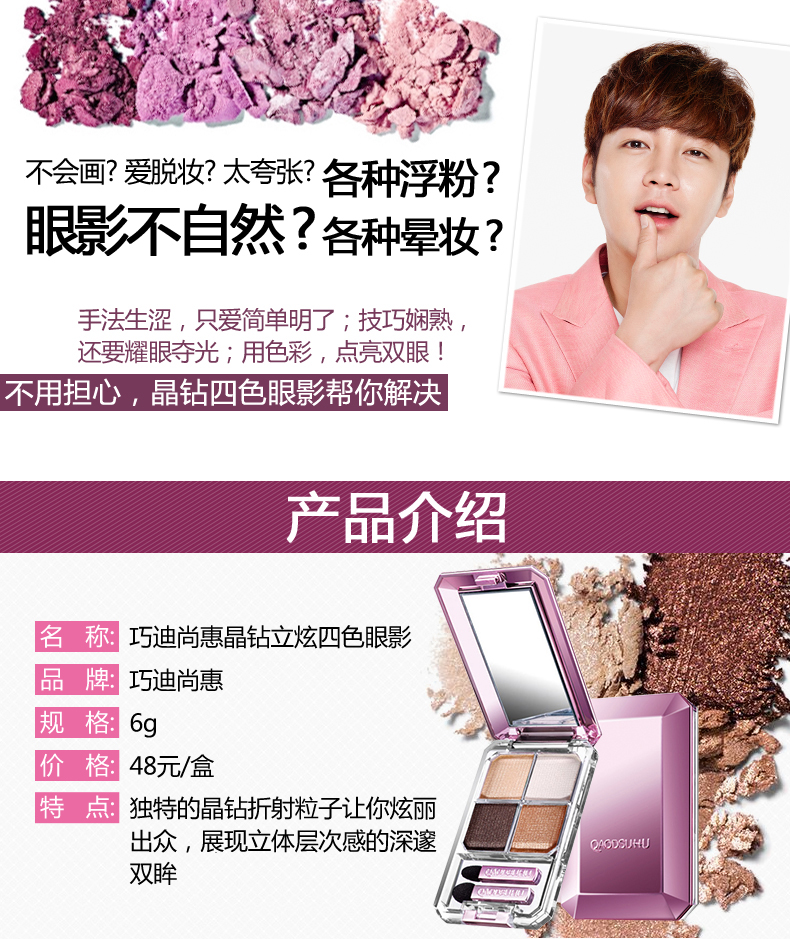 不会画? 爱脱妆? 太夸张? 各种浮粉?
眼影不自然? 各种晕妆?
手法生涩，只爱简单明了；技巧娴熟，
还要耀眼夺光；用色彩，点亮双眼！
不用担心，晶钻四色眼影帮你解决
产品介绍
名 称: 巧迪尚惠晶钻立炫四色眼影
品 牌: 巧迪尚惠
规 格: 6g
价 格: 48元/盒
特 点: 独特的晶钻折射粒子让你炫丽
出众，展现立体层次感的深邃
双眸